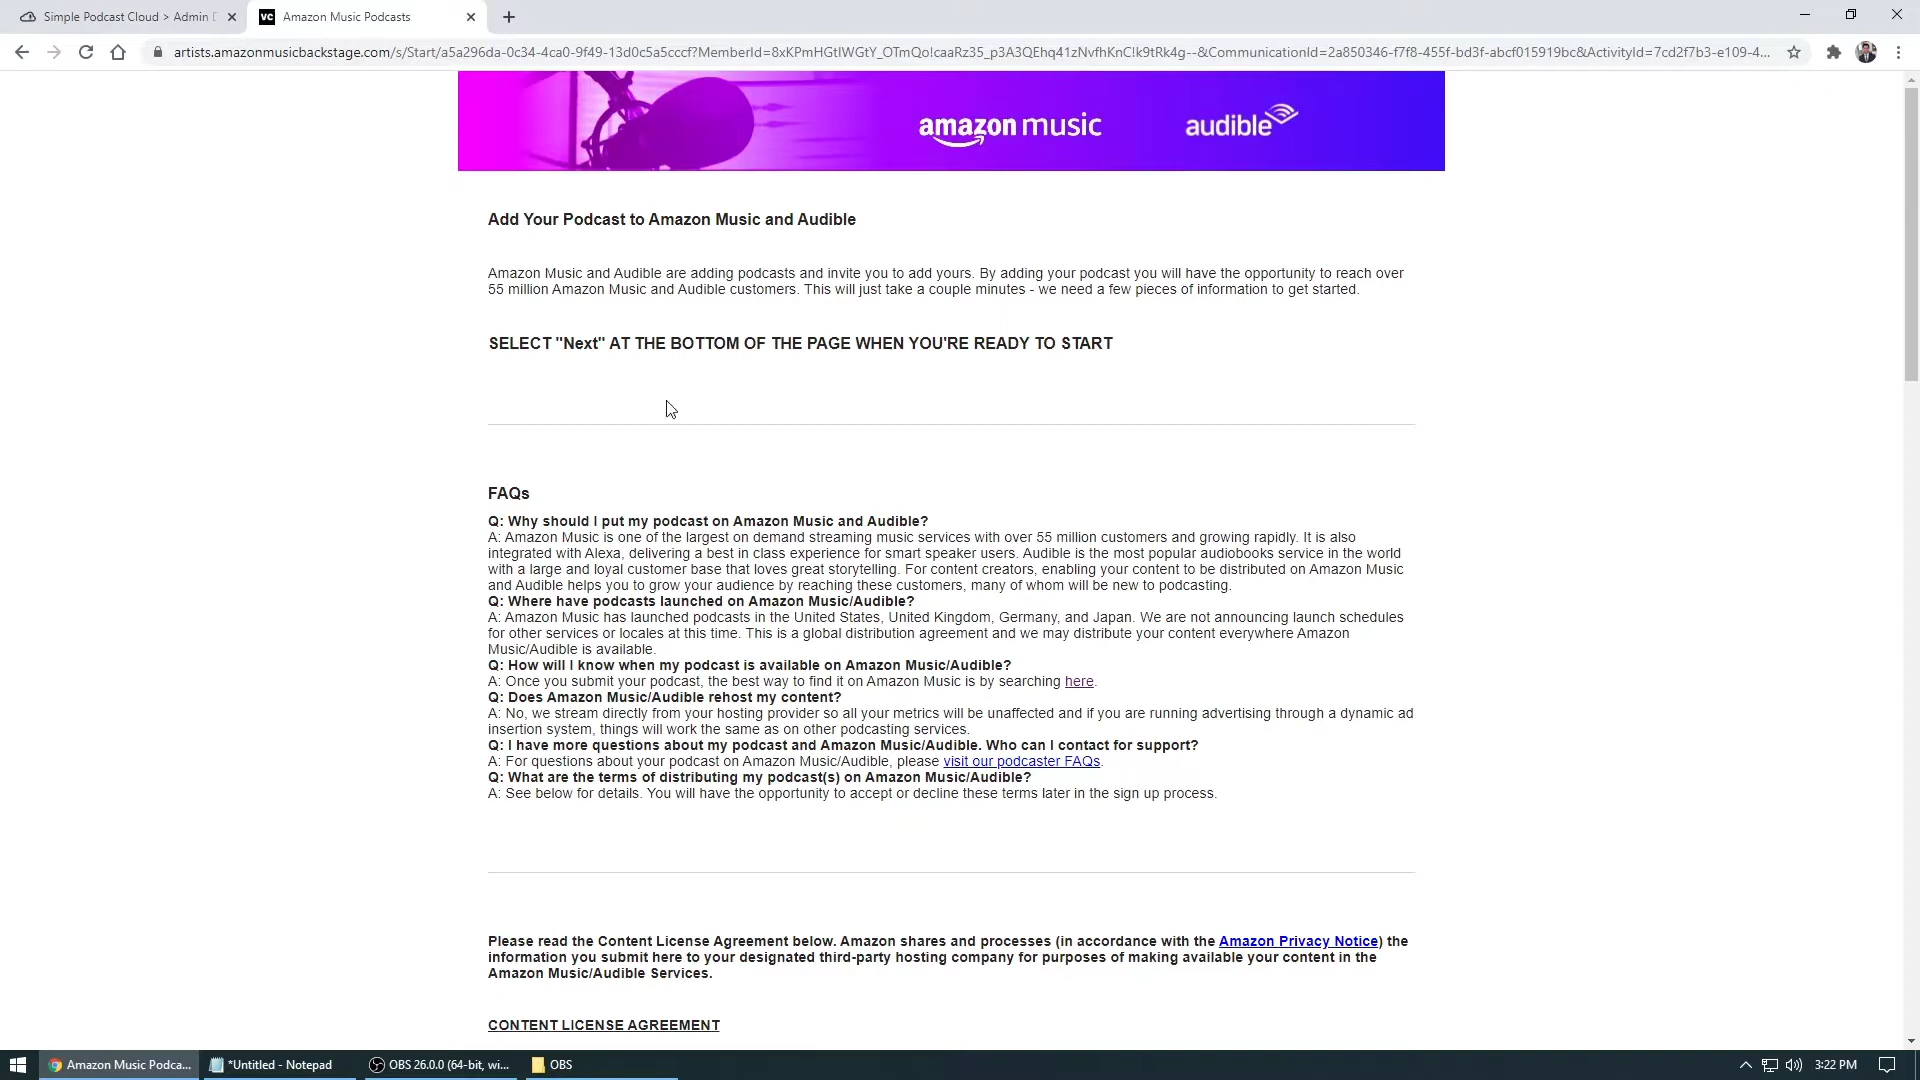 Simple Podcast Cloud > Admin
Amazon Music Podcasts
artists.amazonmusicbackstage.com/s/Start/a5a296da-0c34-4ca0-9f49-13d0c5a5cccf?MemberId=8xKPmHGtIWGtY_OTmQo!caaRz35_p3A3QEhq41zNvfhKnC!k9tRk4g--&CommunicationId=2a850346-f7f8-455f-bd3f-abcf015919bc&ActivityId=7cd2f7b3-e109-4...
amazon music
audible
Add Your Podcast to Amazon Music and Audible
Amazon Music and Audible are adding podcasts and invite you to add yours. By adding your podcast you will have the opportunity to reach over
55 million Amazon Music and Audible customers. This will just take a couple minutes - we need a few pieces of information to get started.
SELECT "Next" AT THE BOTTOM OF THE PAGE WHEN YOU'RE READY TO START
FAQs
Q: Why should I put my podcast on Amazon Music and Audible?
A: Amazon Music is one of the largest on demand streaming music services with over 55 million customers and growing rapidly. It is also
integrated with Alexa, delivering a best in class experience for smart speaker users. Audible is the most popular audiobooks service in the world
with a large and loyal customer base that loves great storytelling. For content creators, enabling your content to be distributed on Amazon Music
and Audible helps you to grow your audience by reaching these customers, many of whom will be new to podcasting.
Q: Where have podcasts launched on Amazon Music/Audible?
A: Amazon Music has launched podcasts in the United States, United Kingdom, Germany, and Japan. We are not announcing launch schedules
for other services or locales at this time. This is a global distribution agreement and we may distribute your content everywhere Amazon
Music/Audible is available.
Q: How will I know when my podcast is available on Amazon Music/Audible?
A: Once you submit your podcast, the best way to find it on Amazon Music is by searching here.
Q: Does Amazon Music/Audible rehost my content?
A: No, we stream directly from your hosting provider so all your metrics will be unaffected and if you are running advertising through a dynamic ad
insertion system, things will work the same as on other podcasting services.
Q: I have more questions about my podcast and Amazon Music/Audible. Who can I contact for support?
A: For questions about your podcast on Amazon Music/Audible, please visit our podcaster FAQs.
Q: What are the terms of distributing my podcast(s) on Amazon Music/Audible?
A: See below for details. You will have the opportunity to accept or decline these terms later in the sign up process.
Please read the Content License Agreement below. Amazon shares and processes (in accordance with the Amazon Privacy Notice) the
information you submit here to your designated third-party hosting company for purposes of making available your content in the
Amazon Music/Audible Services.
CONTENT LICENSE AGREEMENT
Amazon Music Podca...
*Untitled - Notepad
OBS 26.0.0 (64-bit, wi...
OBS
3:22 PM